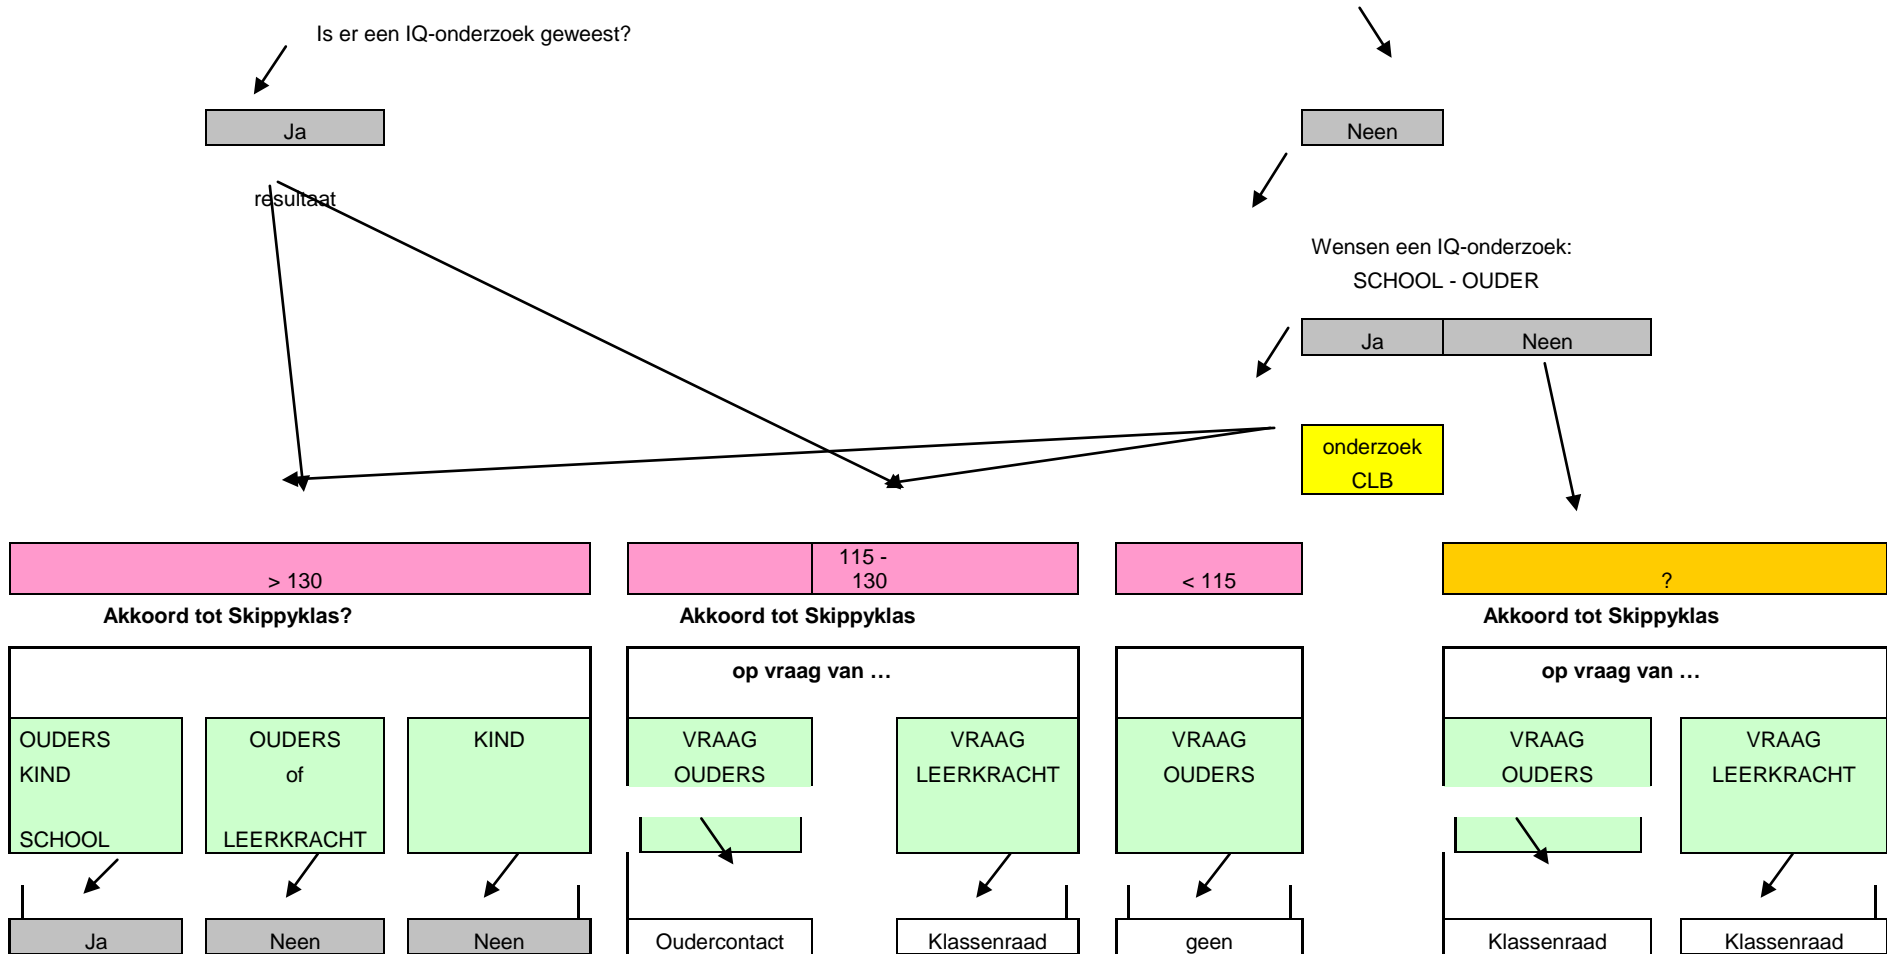 Is er een IQ-onderzoek geweest?
Ja
Neen
resultaat
Wensen een IQ-onderzoek:
SCHOOL - OUDER
Ja
Neen
onderzoek
CLB
> 130
115 -
130
< 115
?
Akkoord tot Skippyklas?
Akkoord tot Skippyklas
Akkoord tot Skippyklas
op vraag van ...
op vraag van ...
OUDERS
KIND
SCHOOL
OUDERS
of
LEERKRACHT
KIND
VRAAG
OUDERS
VRAAG
LEERKRACHT
VRAAG
OUDERS
VRAAG
OUDERS
VRAAG
LEERKRACHT
Ja
Neen
Neen
Oudercontact
Klassenraad
geen
Klassenraad
Klassenraad